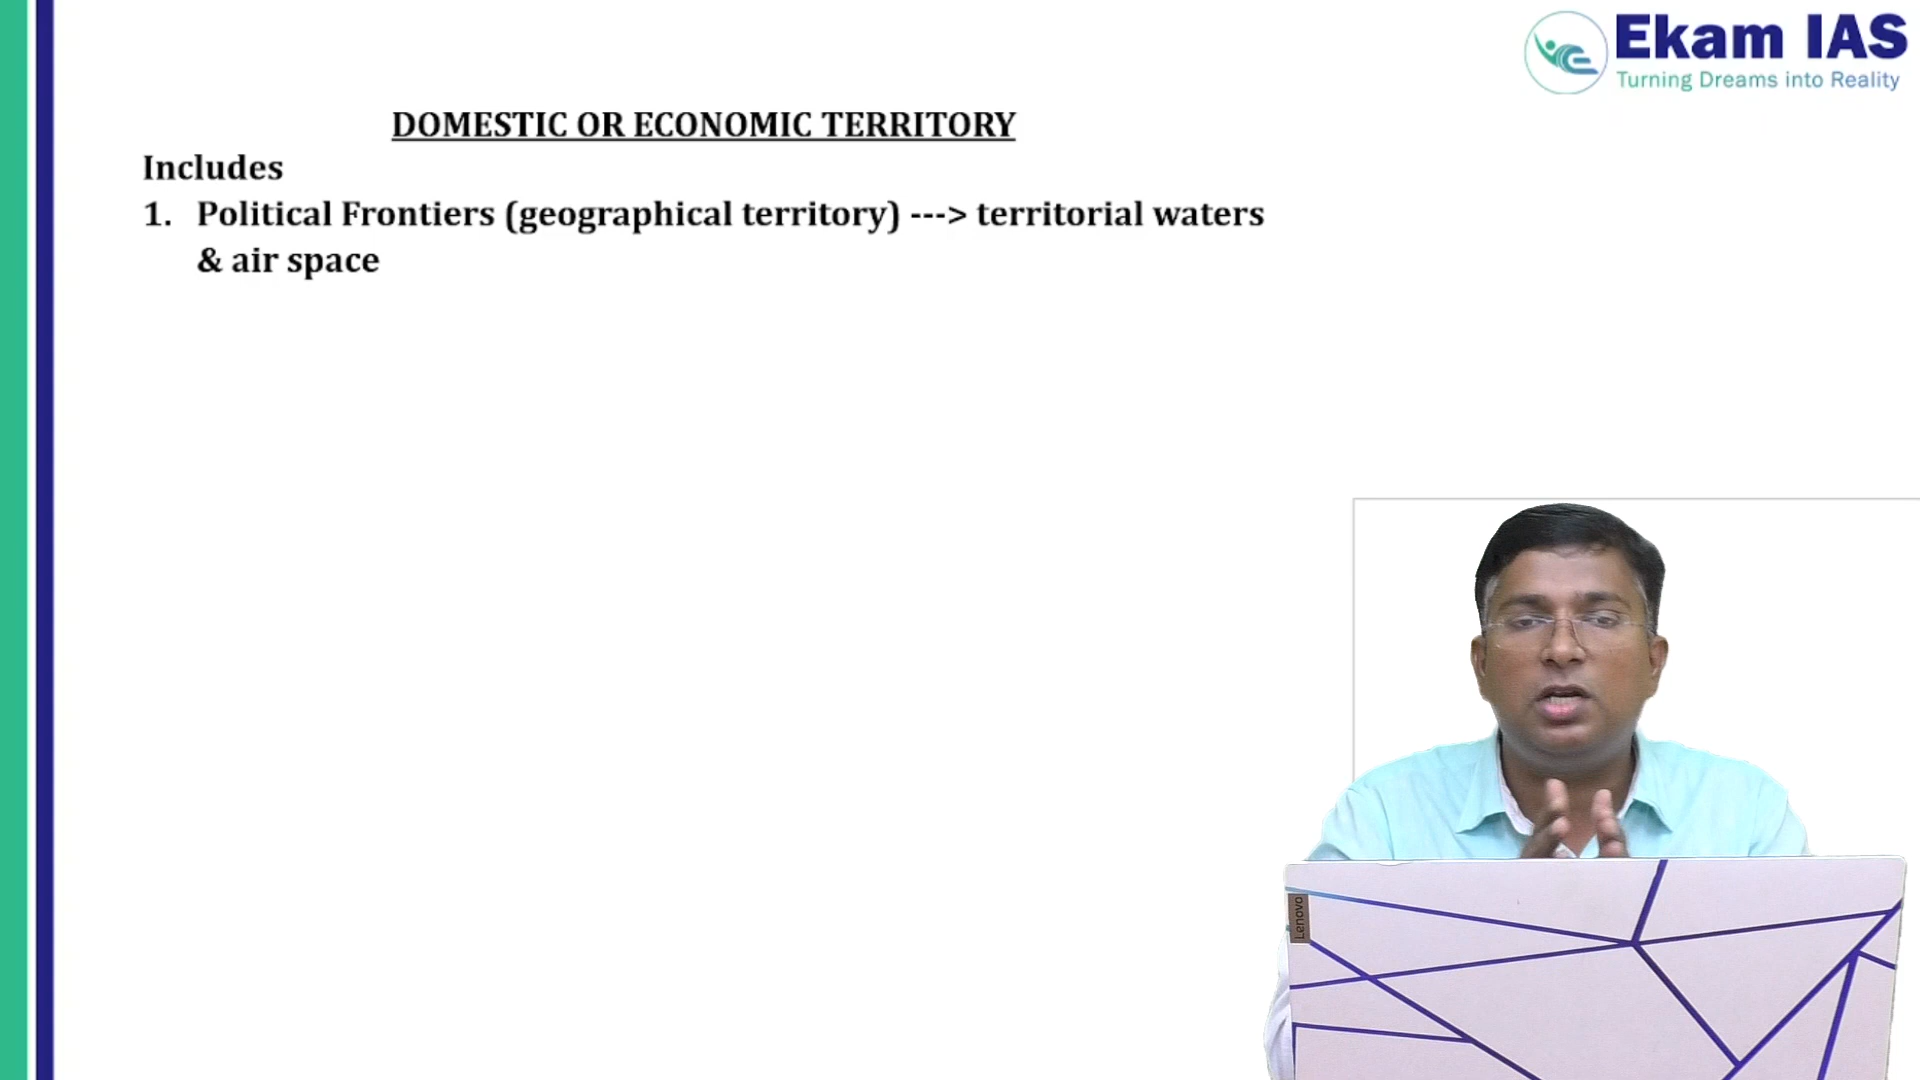 Ekam IAS
Turning Dreams into Reality
DOMESTIC OR ECONOMIC TERRITORY
Includes
1. Political Frontiers (geographical territory) ---> territorial waters
& air space
Lenovo